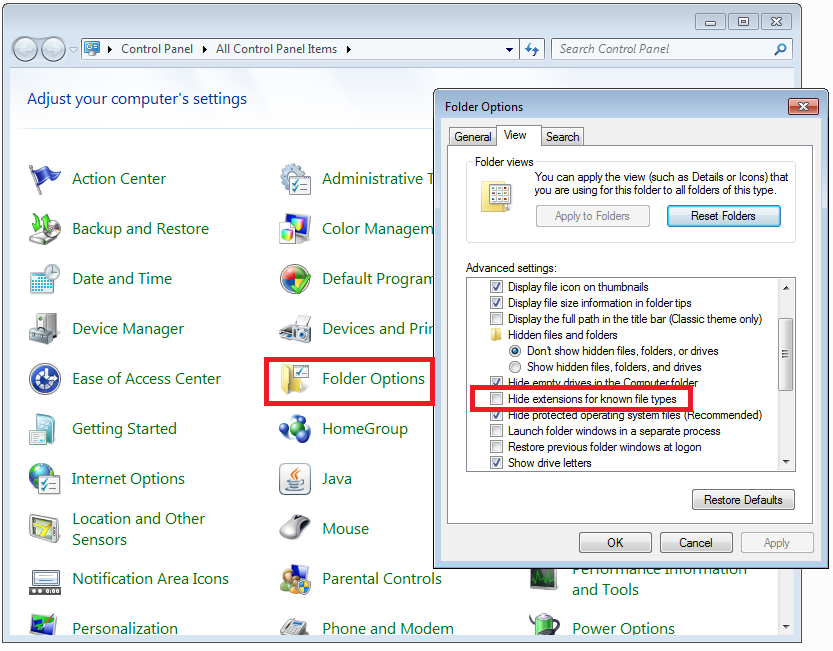 Control Panel
All Control Panel Items
Search Control Panel
Adjust your computer's settings
Action Center
Administrative T
Backup and Restore
Color Managem
Date and Time
Default Program
Device Manager
Devices and Prin
Ease of Access Center
Folder Options
Getting Started
HomeGroup
Internet Options
Java
Location and Other
Sensors
Mouse
Notification Area Icons
Parental Controls
Performance Information
and Tools
Personalization
Phone and Modem
Power Options
Folder Options
General
View
Search
Folder views
You can apply the view (such as Details or Icons) that
you are using for this folder to all folders of this type.
Apply to Folders
Reset Folders
Advanced settings:
Display file icon on thumbnails
Display file size information in folder tips
Display the full path in the title bar (Classic theme only)
Hidden files and folders
Don't show hidden files, folders, or drives
Show hidden files, folders, and drives
Hide empty drives in the Computer folder
Hide extensions for known file types
Hide protected operating system files (Recommended)
Launch folder windows in a separate process
Restore previous folder windows at logon
Show drive letters
Restore Defaults
OK
Cancel
Apply